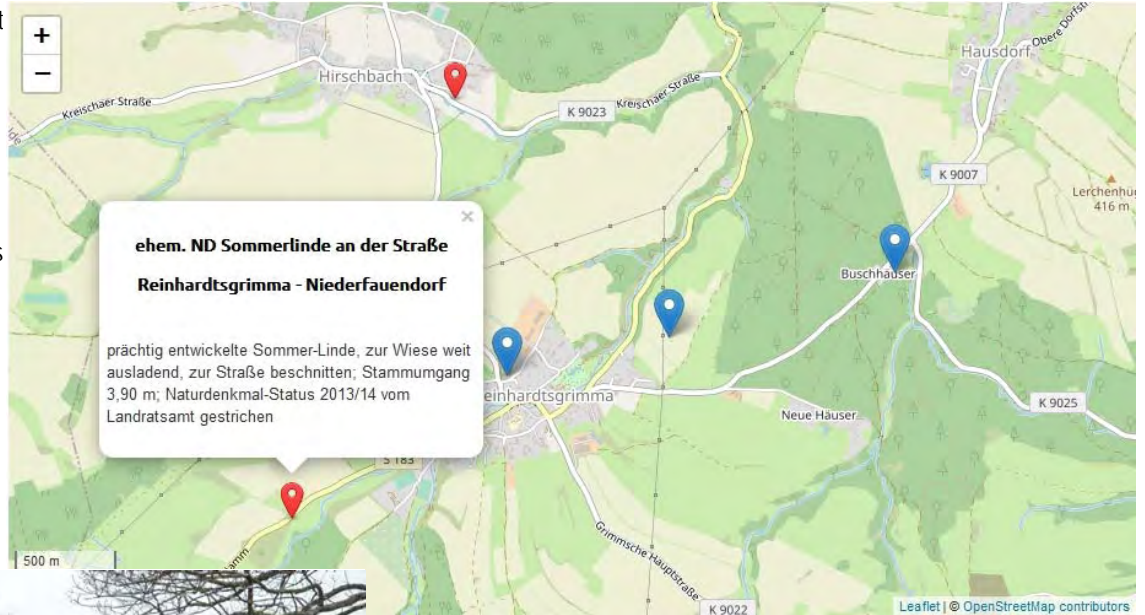 t
+
−
s
Hirschbach
Kreischaer Straße
K 9023
Kreischaer Straße
Hausdorf
Obere Dorfstr
K 9007
416 m
ehem. ND Sommerlinde an der Straße
Reinhardtsgrimma - Niederfauendorf
×
prächtig entwickelte Sommer-Linde, zur Wiese weit
ausladend, zur Straße beschnitten; Stammumgang
3,90 m; Naturdenkmal-Status 2013/14 vom
Landratsamt gestrichen
Buschhäuser
einhardtsgrimma
Neue Häuser
K 9025
S 183
Grimmsche Hauptstraße
500 m
K 9022
Leaflet | © OpenStreetMap contributors